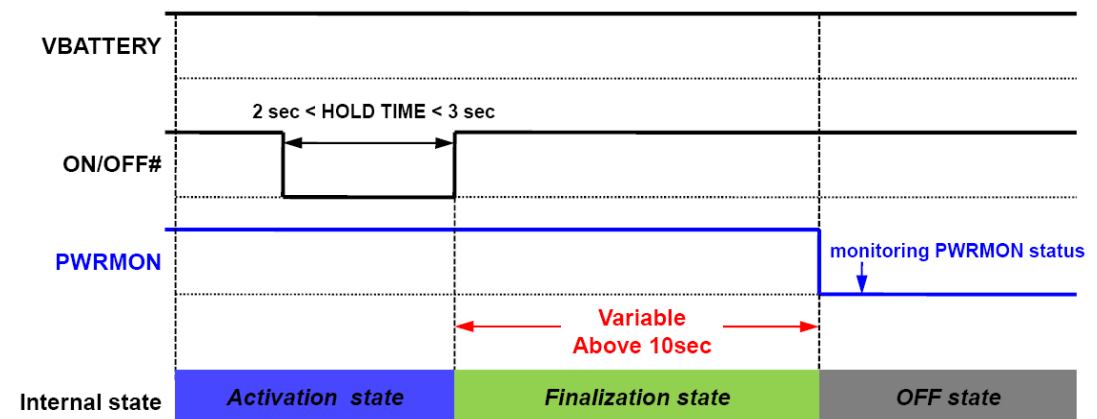 VBATTERY
2 sec < HOLD TIME < 3 sec
ON/OFF#
PWRMON
monitoring PWRMON status
Variable
Above 10sec
Internal state
Activation state
Finalization state
OFF state